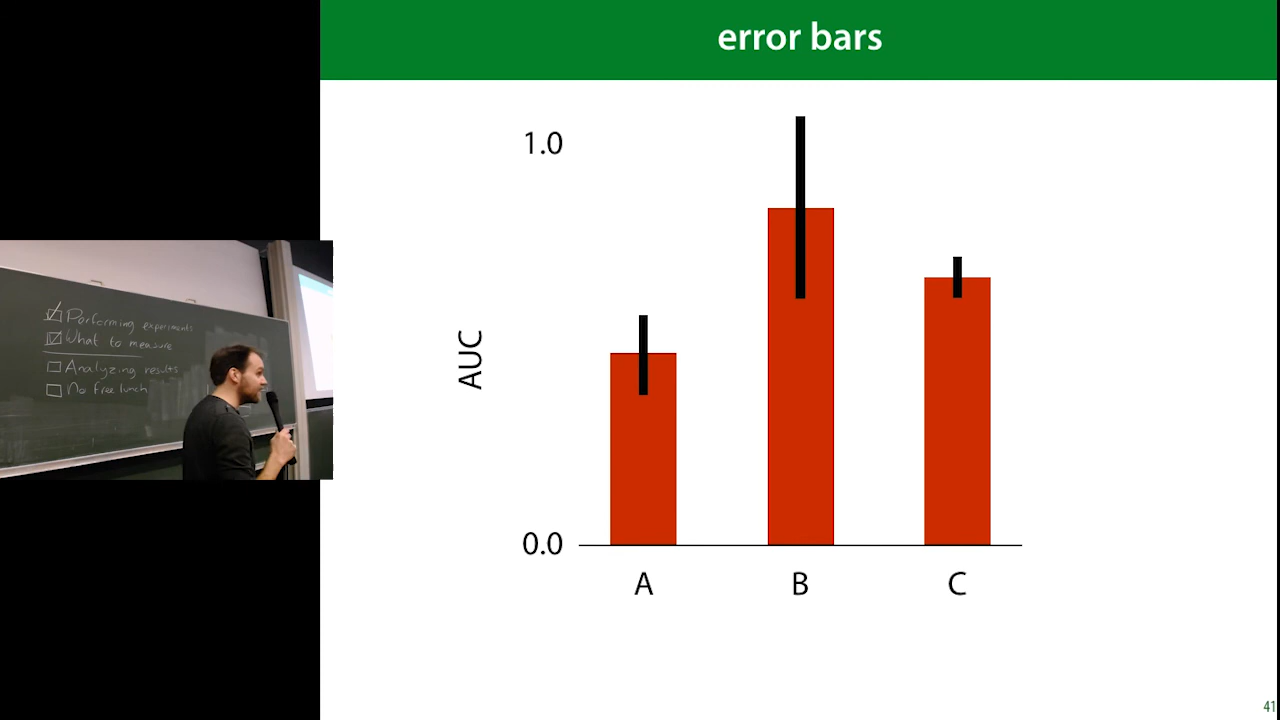 error bars
1.0
AUC
0.0
A B C
41
Performing experiments
What to measure
Analyzing results
No free lunch